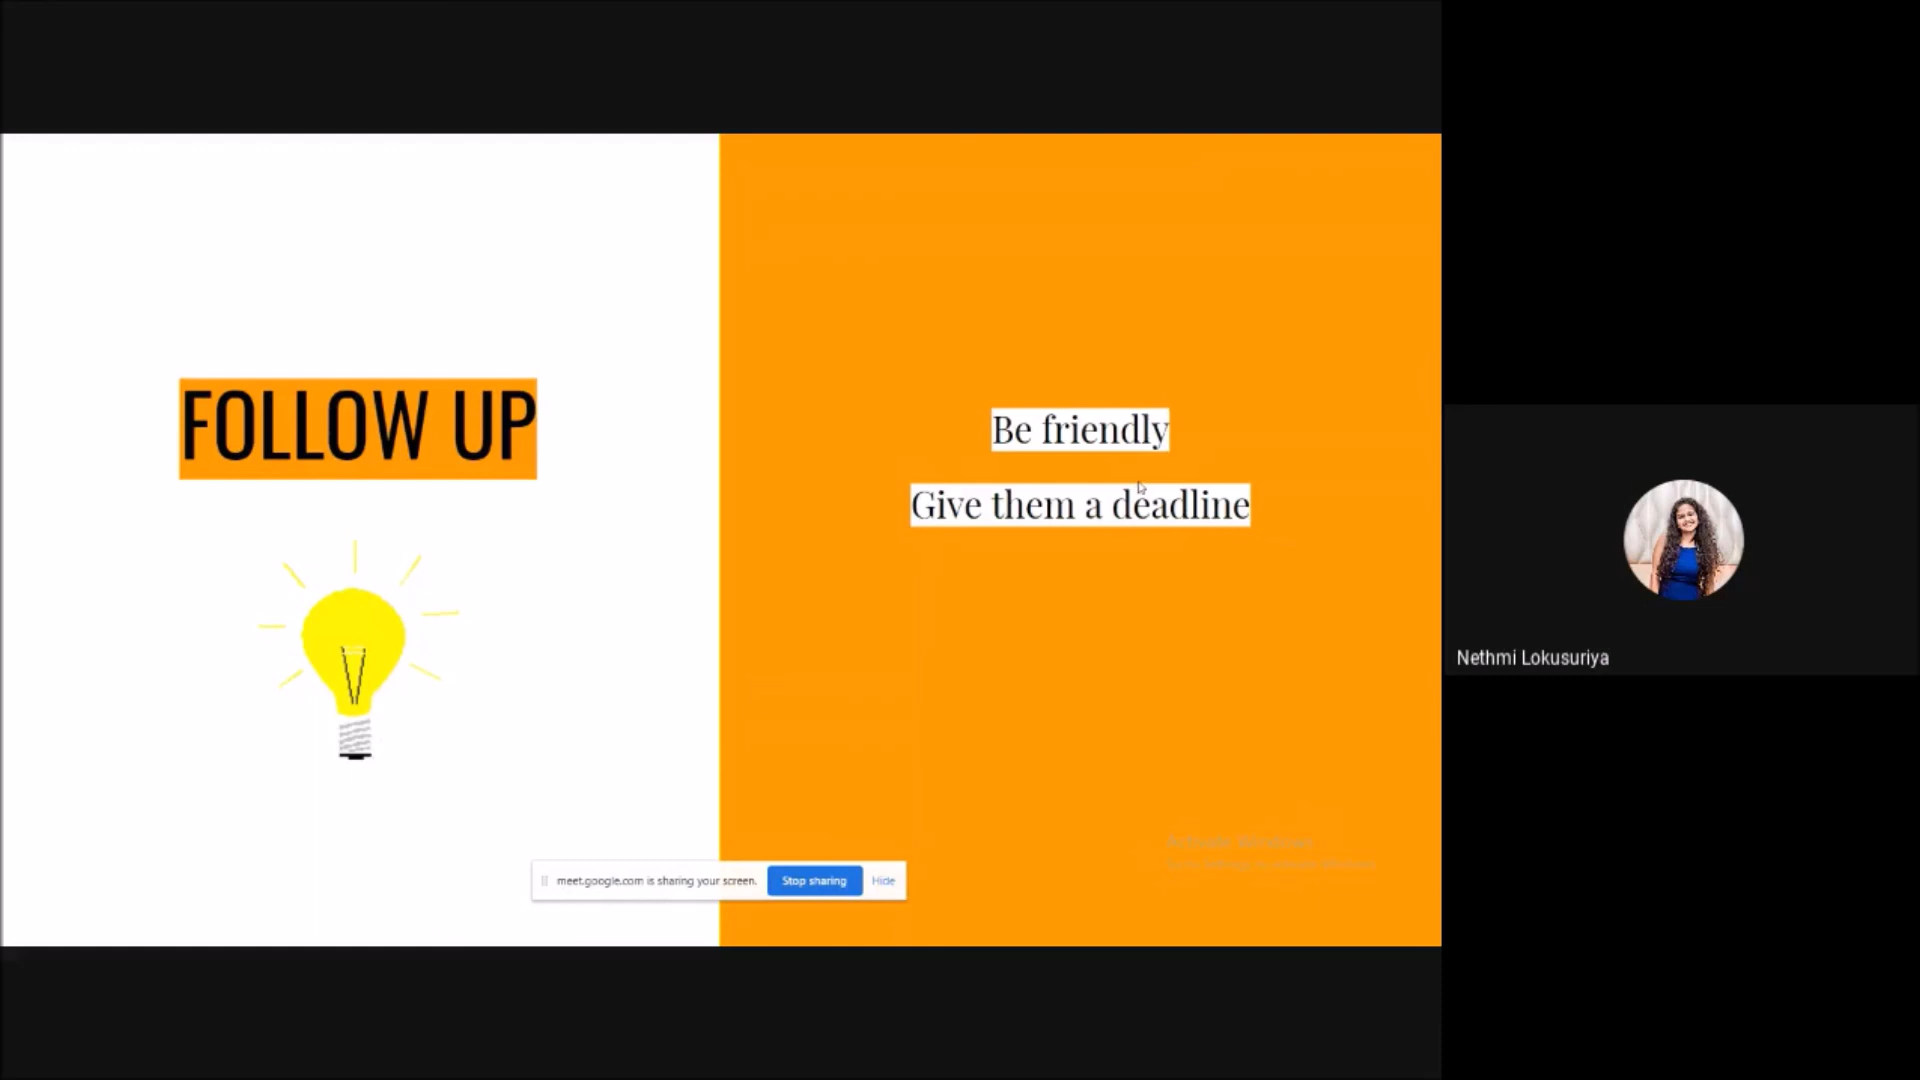 FOLLOW UP
Be friendly
Give them a deadline
meet.google.com is sharing your screen.
Stop sharing
Hide
Nethmi Lokusuriya